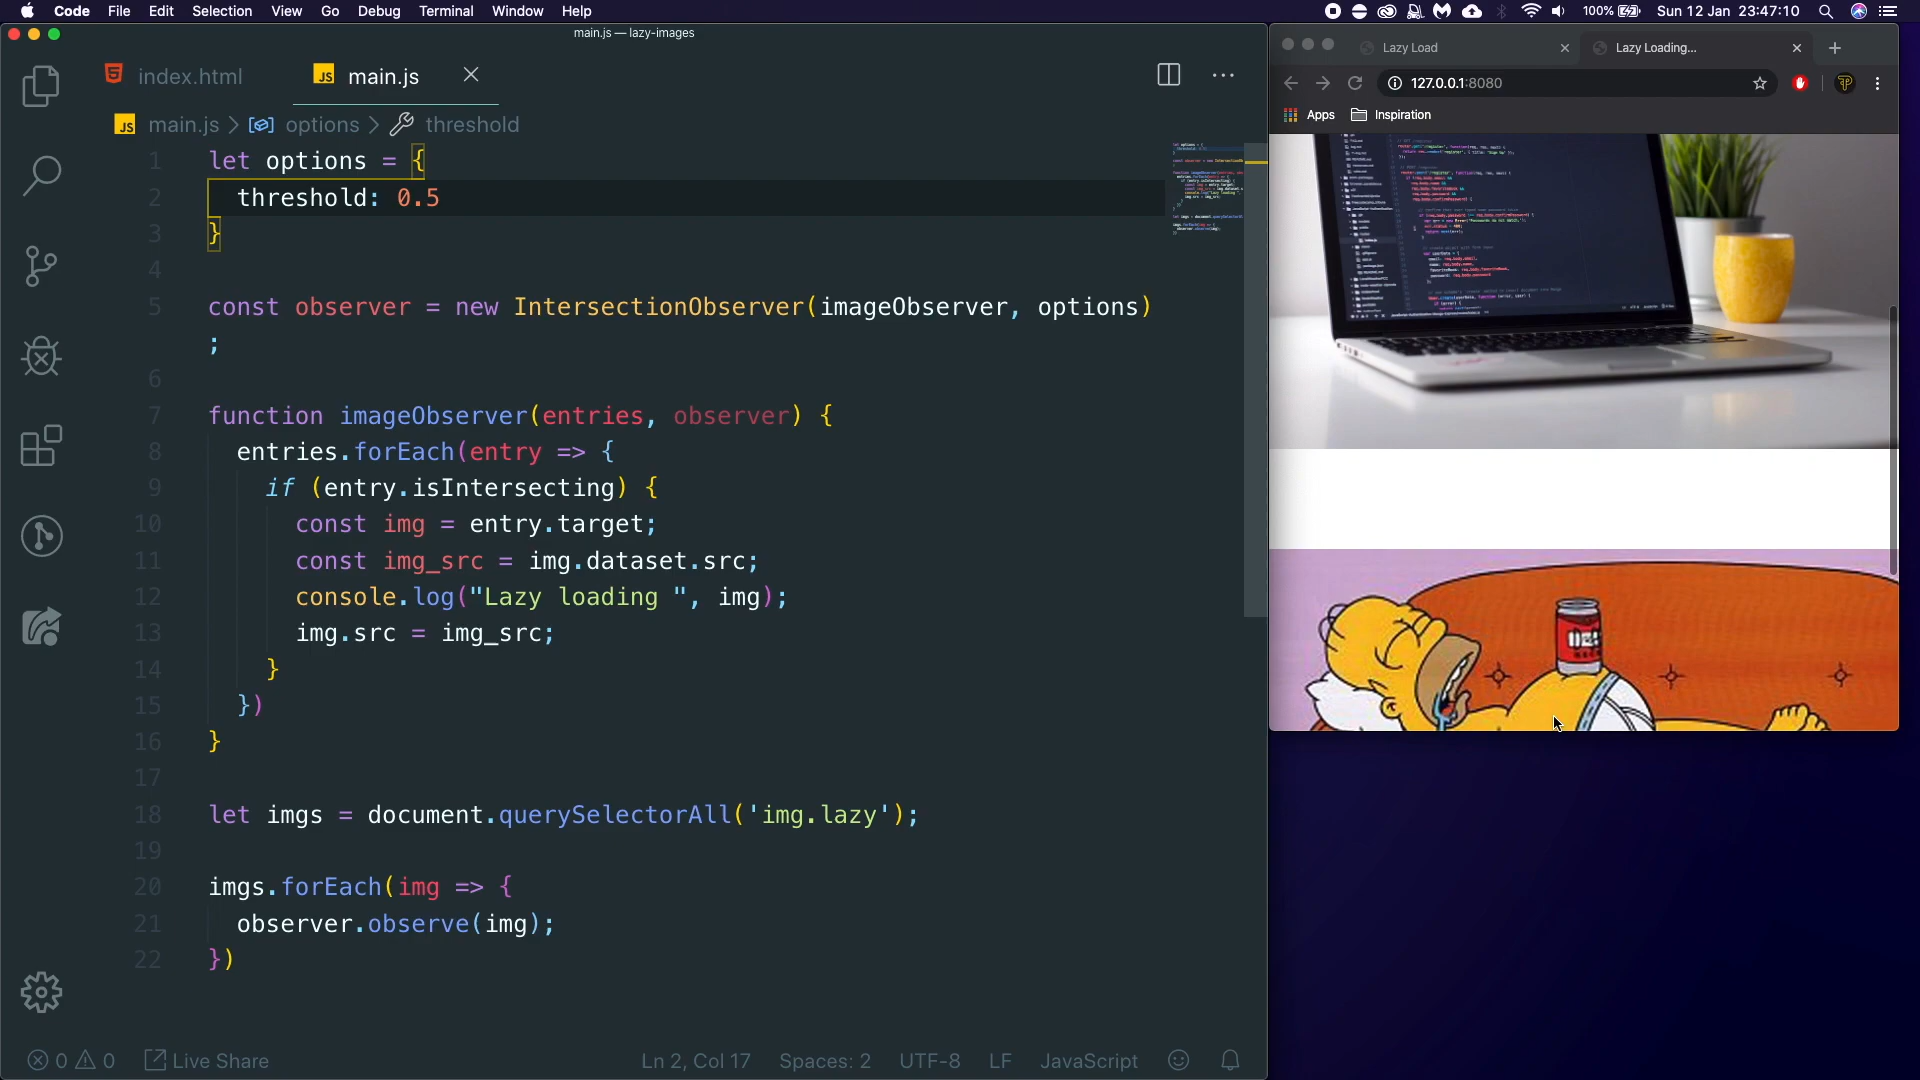 Code File Edit Selection View Go Debug Terminal Window Help
100% Sun 12 Jan 23:47:10
main.js — lazy-images
index.html main.js
main.js > options > threshold
1 let options = {
2 threshold: 0.5
3 }
4
5 const observer = new IntersectionObserver(imageObserver, options)
;
6
7 function imageObserver(entries, observer) {
8 entries.forEach(entry => {
9 if (entry.isIntersecting) {
10 const img = entry.target;
11 const img_src = img.dataset.src;
12 console.log("Lazy loading ", img);
13 img.src = img_src;
14 }
15 })
16 }
17
18 let imgs = document.querySelectorAll('img.lazy');
19
20 imgs.forEach(img => {
21 observer.observe(img);
22 })
0 0 Live Share
Ln 2, Col 17 Spaces: 2 UTF-8 LF JavaScript
Lazy Load Lazy Loading...
127.0.0.1:8080
Apps Inspiration